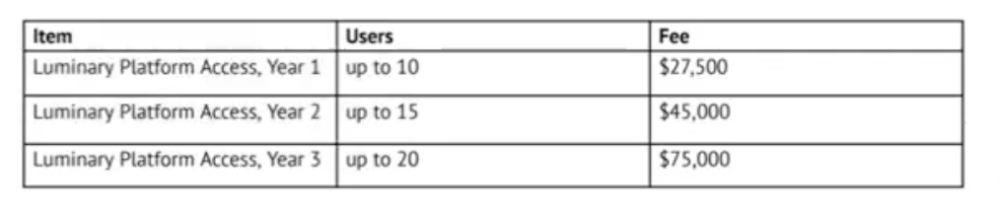 Item Users Fee
Luminary Platform Access, Year 1 up to 10 $27,500
Luminary Platform Access, Year 2 up to 15 $45,000
Luminary Platform Access, Year 3 up to 20 $75,000